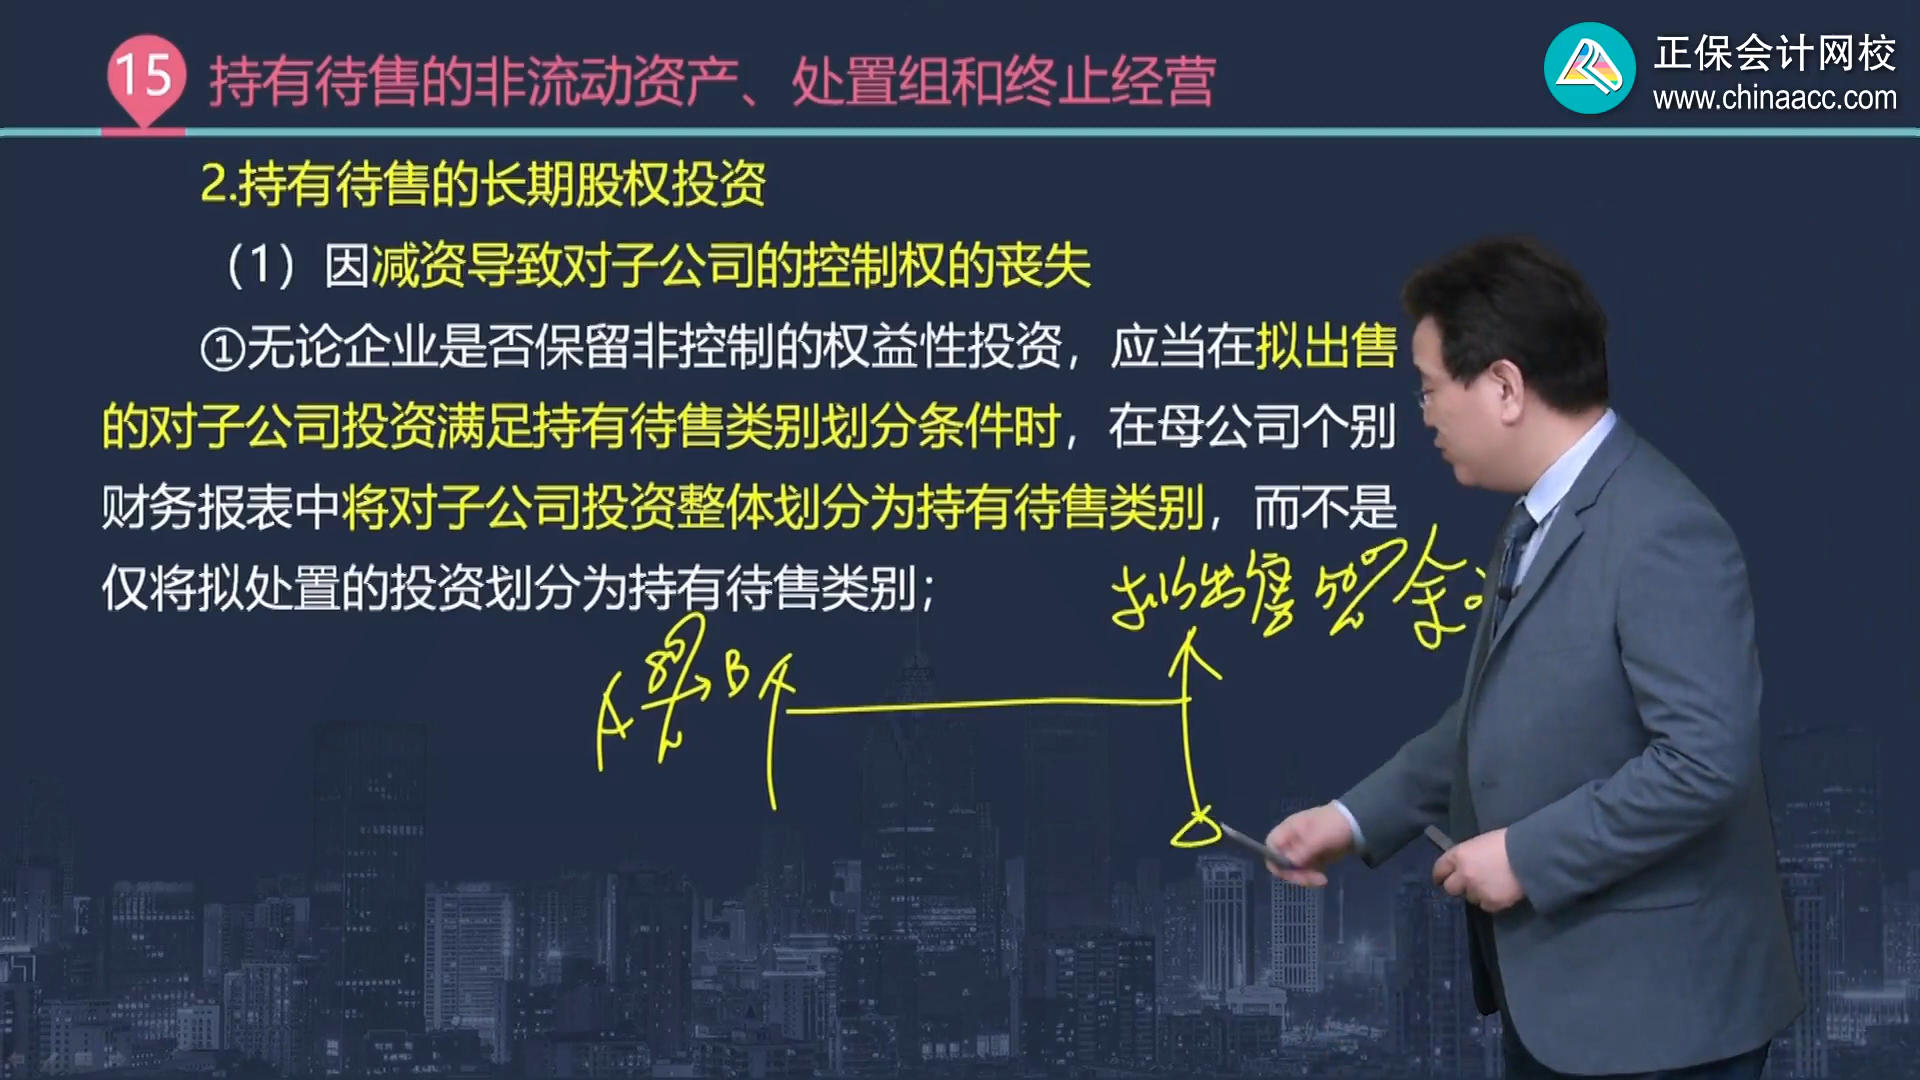 15
持有待售的非流动资产、处置组和终止经营
正保会计网校
www.chinaacc.com
2.持有待售的长期股权投资
（1）因减资导致对子公司的控制权的丧失
①无论企业是否保留非控制的权益性投资，应当在拟出售
的对子公司投资满足持有待售类别划分条件时，在母公司个别
财务报表中将对子公司投资整体划分为持有待售类别，而不是
仅将拟处置的投资划分为持有待售类别；
拟出售 50% 余
A 80% B A